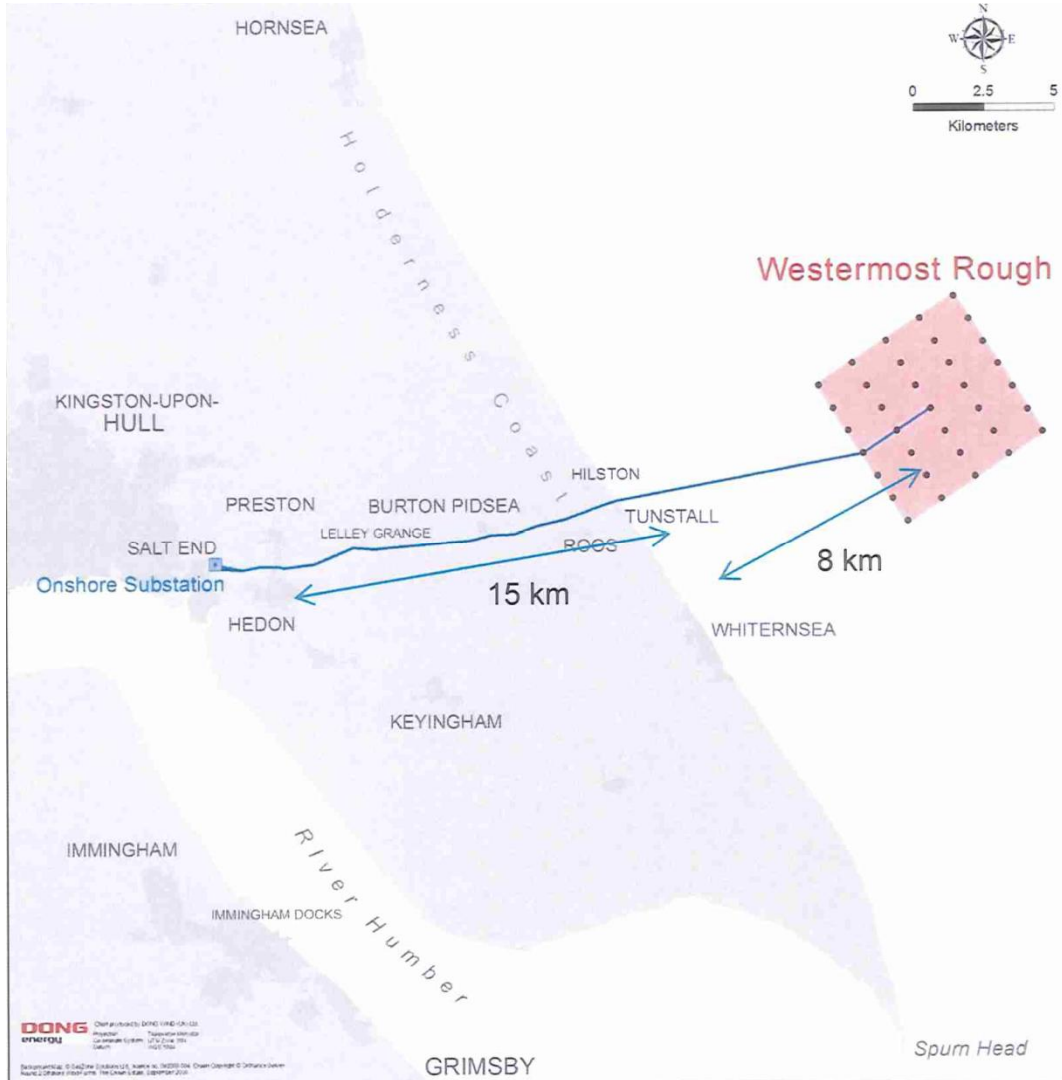 HORNSEA
N
W E
S
0 2.5 5
Kilometers
Holderness Coast
Westermost Rough
KINGSTON-UPON-
HULL
HILSTON
PRESTON
BURTON PIDSEA
TUNSTALL
LELLEY GRANGE
SALT END
ROOS
8 km
Onshore Substation
15 km
HEDON
WHITERNSEA
KEYINGHAM
IMMINGHAM
River Humber
IMMINGHAM DOCKS
DONG
energy
Spurn Head
GRIMSBY